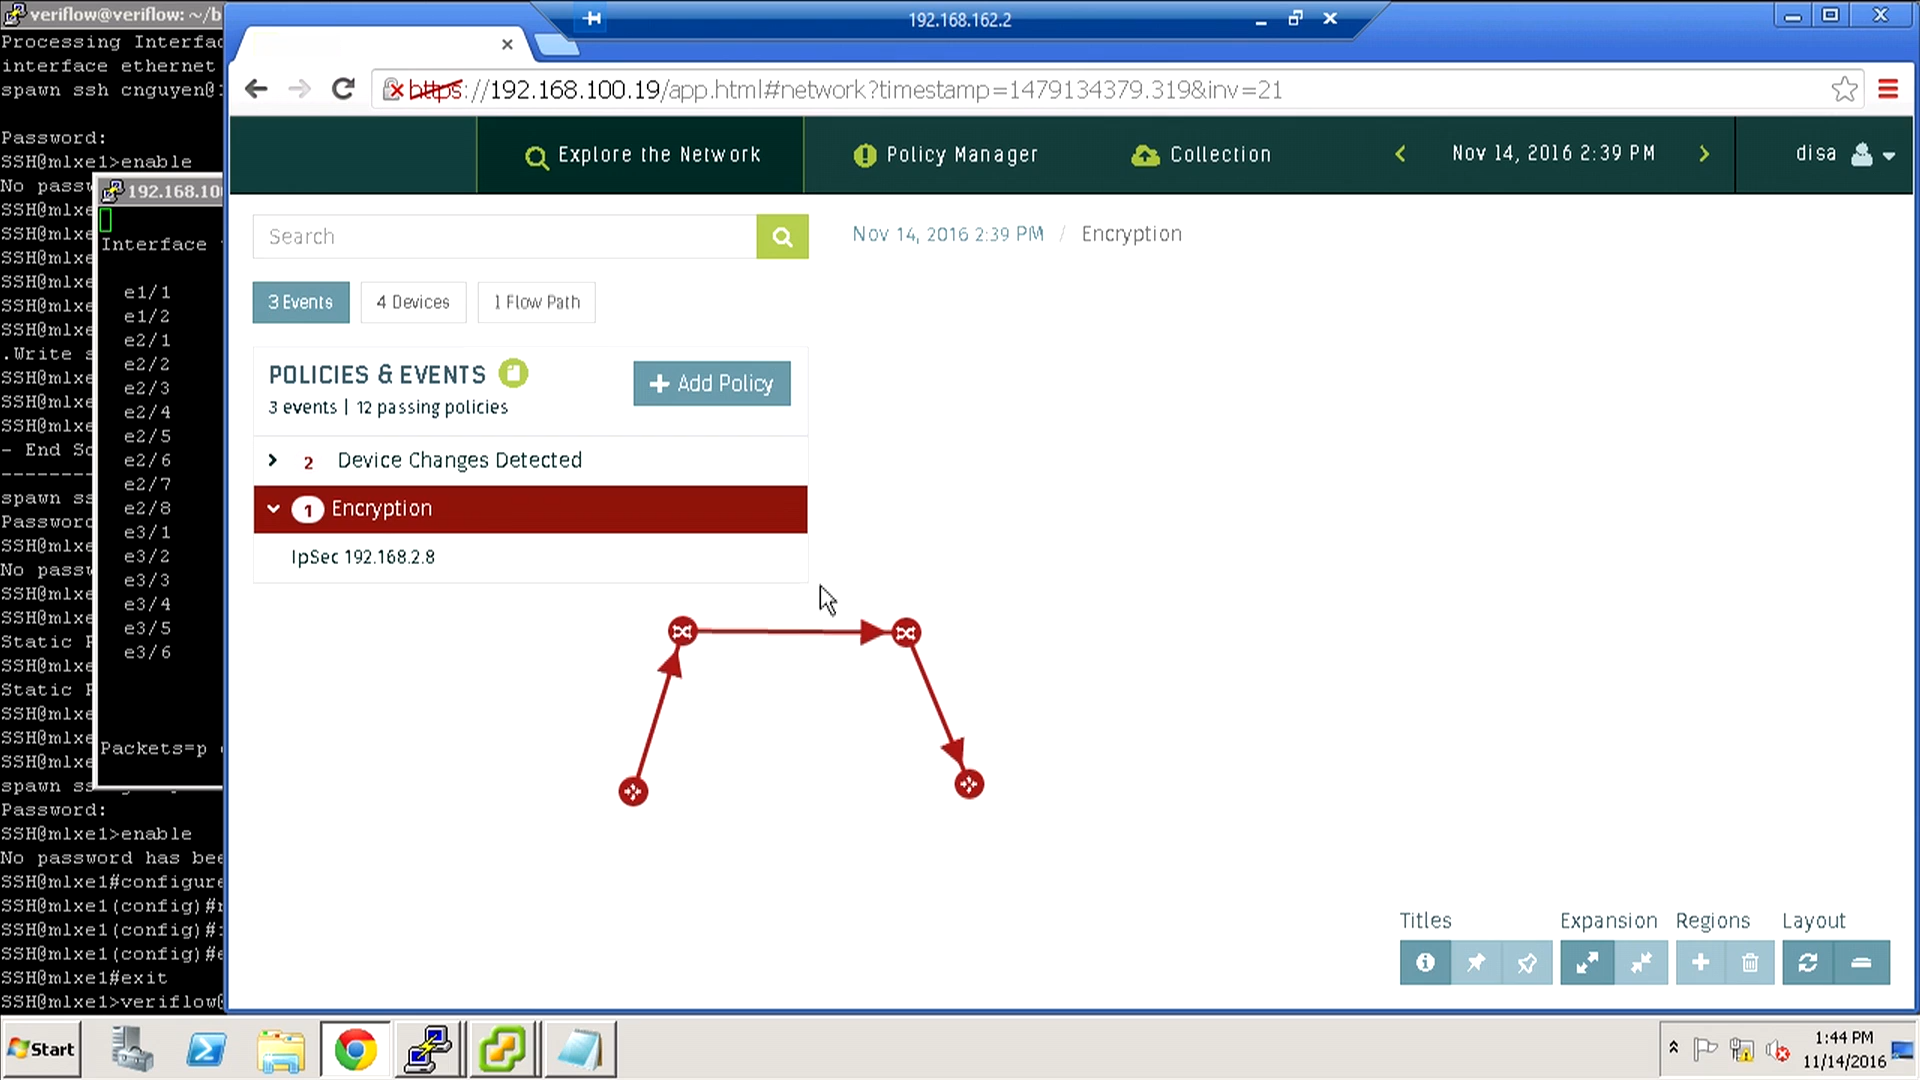 veriflow@veriflow: ~/b
Processing Interfac
interface ethernet
spawn ssh cnguyen@1
Password:
SSH@mlxe1>enable
No passw
SSH@mlxe
SSH@mlxe
SSH@mlxe
SSH@mlxe
SSH@mlxe
SSH@mlxe
.Write s
SSH@mlxe
SSH@mlxe
SSH@mlxe
- End Sc
--------
spawn ss
Password
SSH@mlxe
No passw
SSH@mlxe
SSH@mlxe
Static R
SSH@mlxe
Static R
SSH@mlxe
SSH@mlxe
SSH@mlxe
spawn ss
Password:
SSH@mlxe1>enable
No password has bee
SSH@mlxe1#configure
SSH@mlxe1(config)#
SSH@mlxe1(config)#
SSH@mlxe1(config)#e
SSH@mlxe1#exit
SSH@mlxe1>veriflow@
192.168.10
Interface
e1/1
e1/2
e2/1
e2/2
e2/3
e2/4
e2/5
e2/6
e2/7
e2/8
e3/1
e3/2
e3/3
e3/4
e3/5
e3/6
Packets=p
192.168.162.2
https://192.168.100.19/app.html#network?timestamp=1479134379.319&inv=21
Explore the Network
Policy Manager
Collection
Nov 14, 2016 2:39 PM
disa
Search
Nov 14, 2016 2:39 PM / Encryption
3 Events
4 Devices
1 Flow Path
POLICIES & EVENTS
3 events | 12 passing policies
+ Add Policy
2 Device Changes Detected
1 Encryption
IpSec 192.168.2.8
Titles
Expansion
Regions
Layout
Start
1:44 PM
11/14/2016